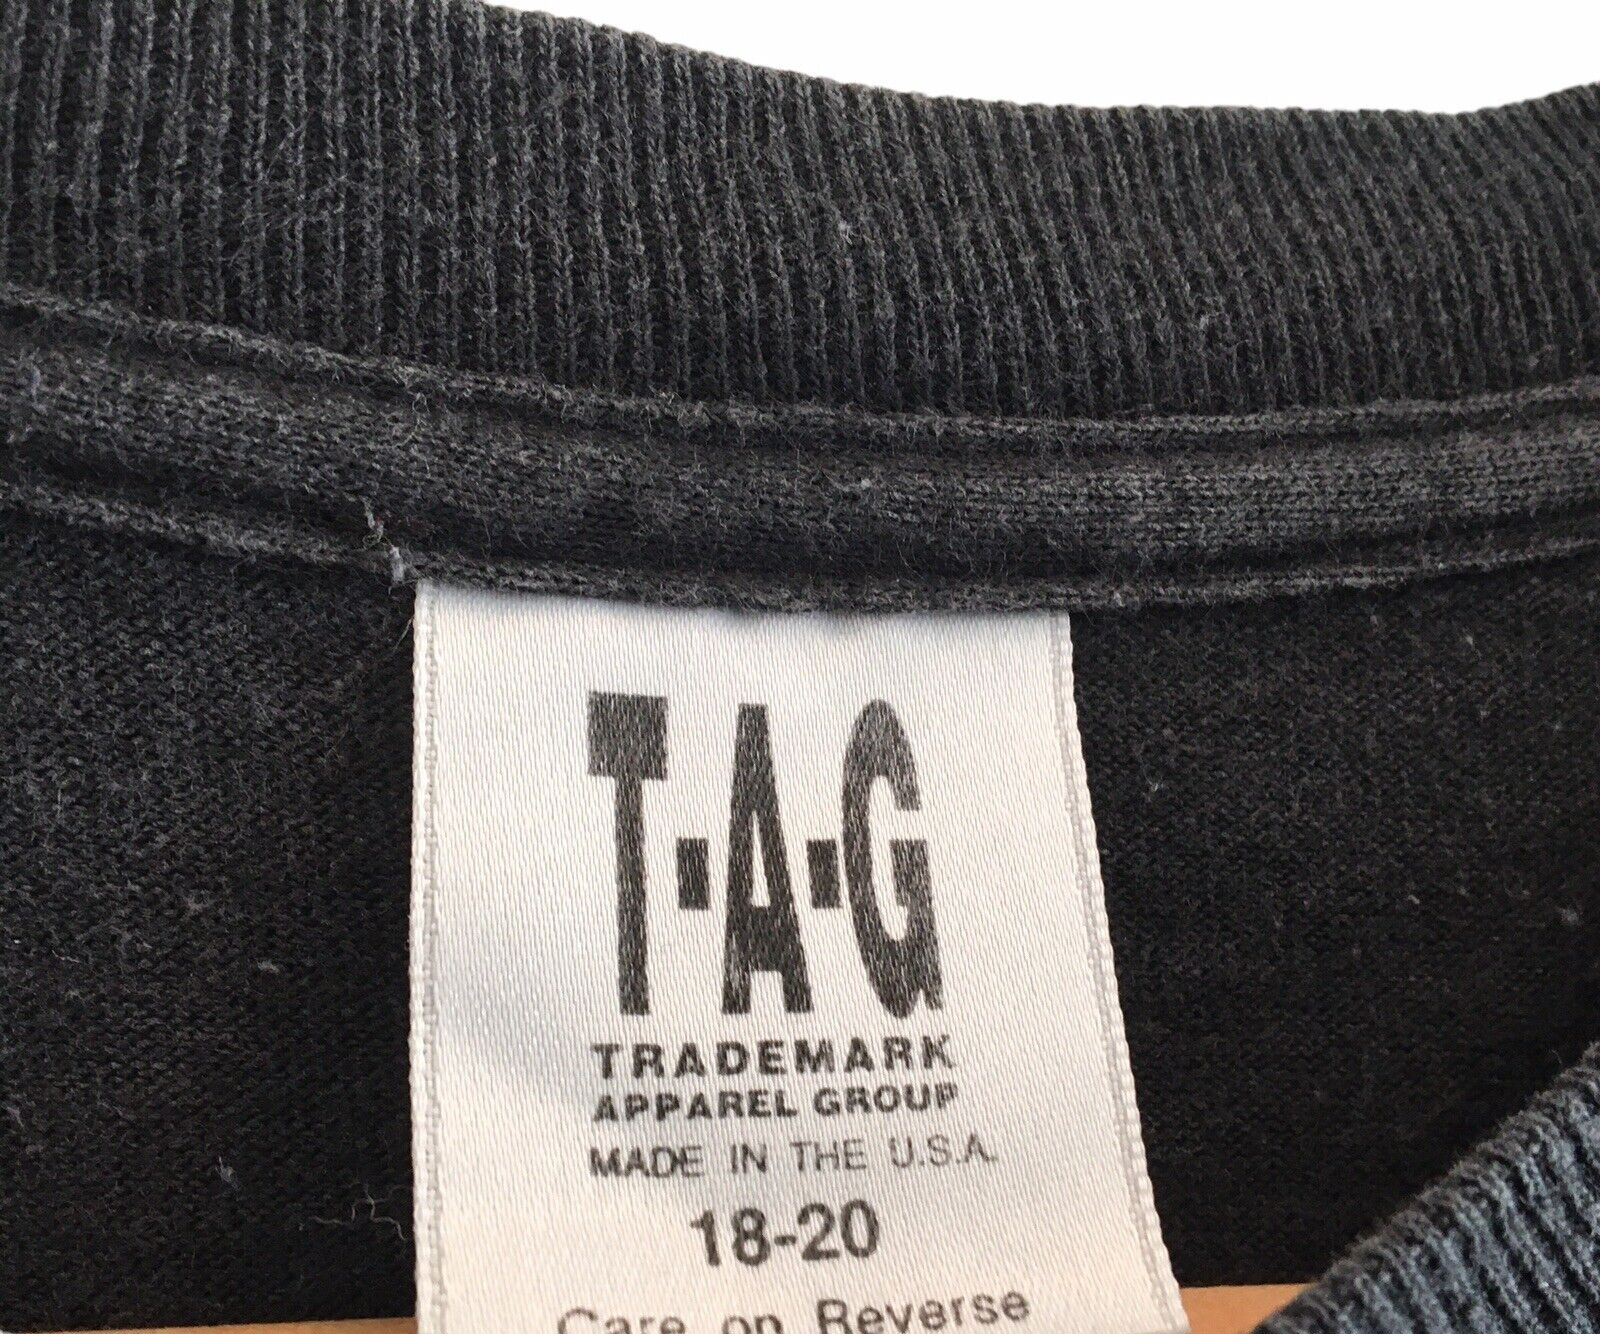 T-A-G
TRADEMARK
APPAREL GROUP
MADE IN THE U.S.A.
18-20
Care on Reverse